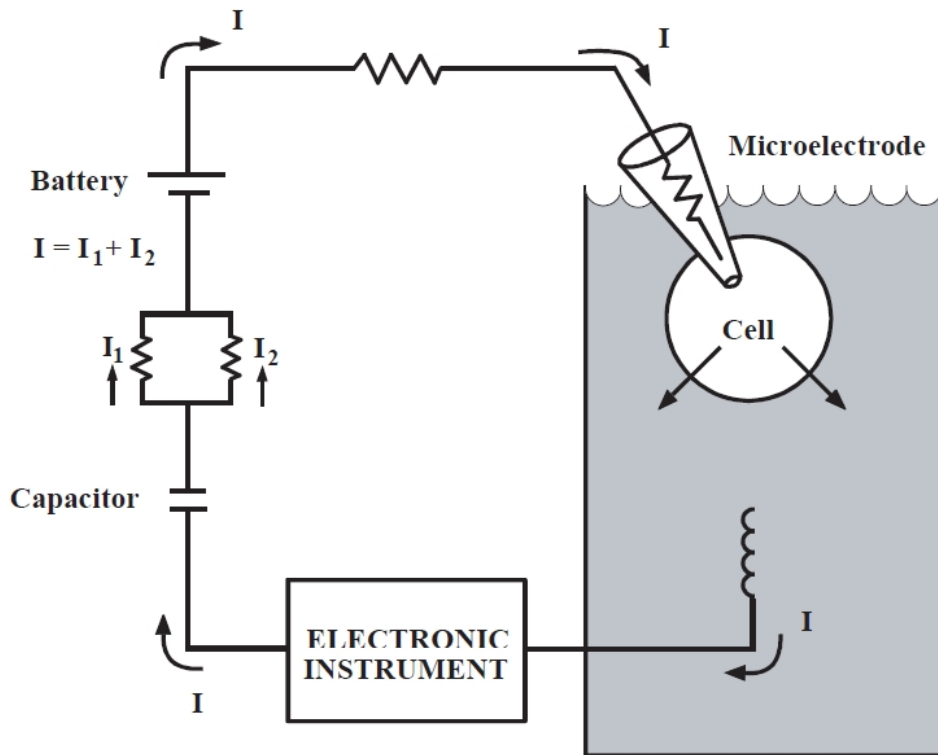 I
I
Microelectrode
Battery
I = I₁ + I₂
I₁
I₂
Cell
Capacitor
I
ELECTRONIC
INSTRUMENT
I